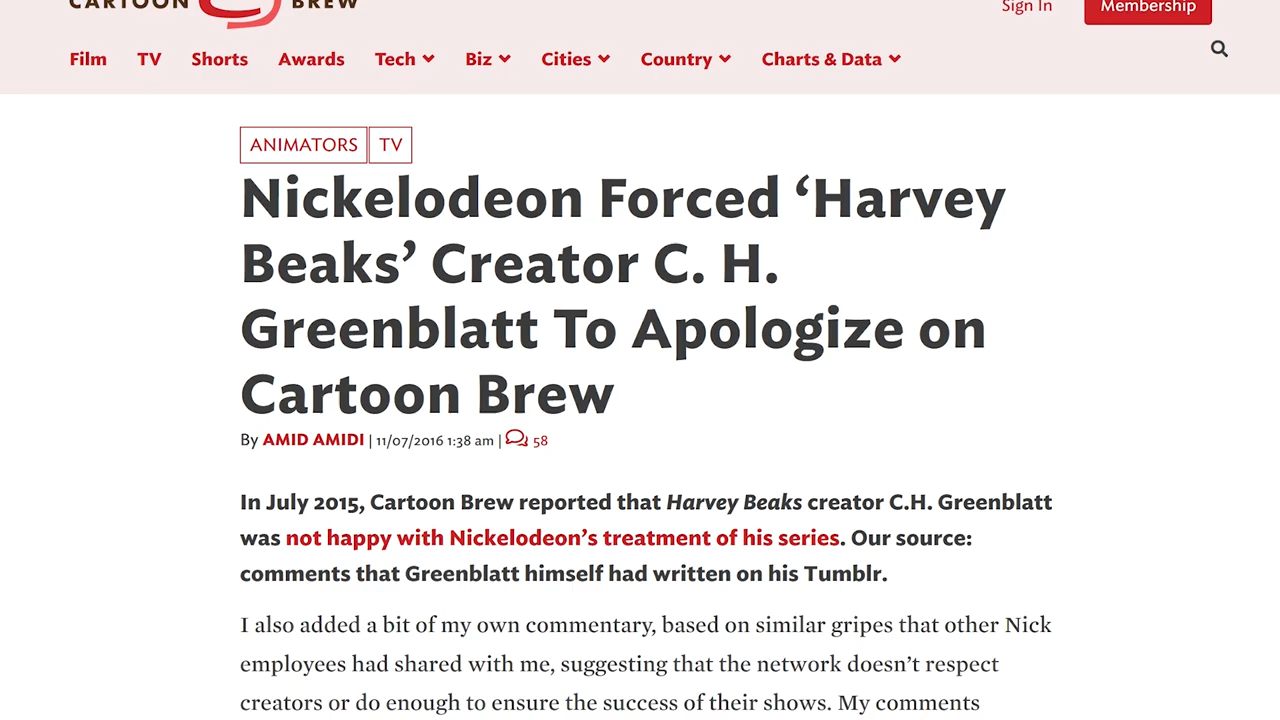 CARTOON BREW
Sign In
Membership
Film TV Shorts Awards Tech Biz Cities Country Charts & Data
ANIMATORS TV
Nickelodeon Forced ‘Harvey
Beaks’ Creator C. H.
Greenblatt To Apologize on
Cartoon Brew
By AMID AMIDI | 11/07/2016 1:38 am | 58
In July 2015, Cartoon Brew reported that Harvey Beaks creator C.H. Greenblatt
was not happy with Nickelodeon’s treatment of his series. Our source:
comments that Greenblatt himself had written on his Tumblr.
I also added a bit of my own commentary, based on similar gripes that other Nick
employees had shared with me, suggesting that the network doesn’t respect
creators or do enough to ensure the success of their shows. My comments